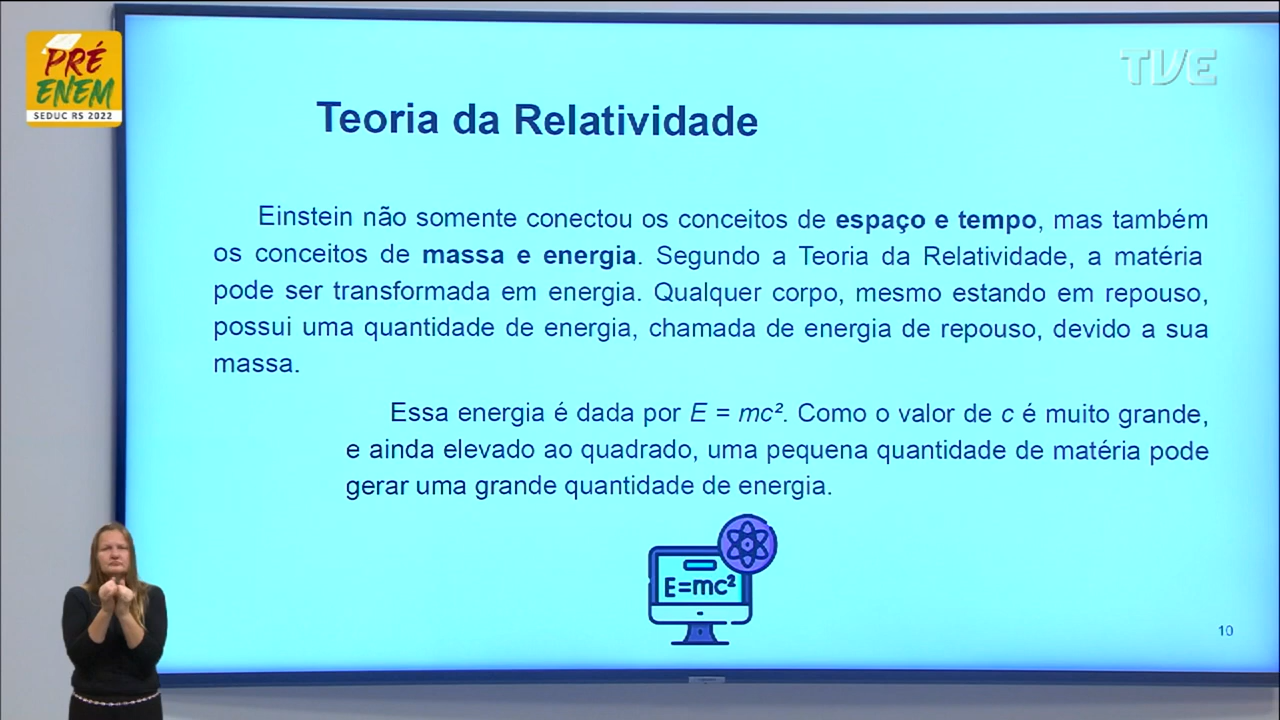 PRÉ
ENEM
SEDUC RS 2022
TVE
Teoria da Relatividade
Einstein não somente conectou os conceitos de espaço e tempo, mas também
os conceitos de massa e energia. Segundo a Teoria da Relatividade, a matéria
pode ser transformada em energia. Qualquer corpo, mesmo estando em repouso,
possui uma quantidade de energia, chamada de energia de repouso, devido a sua
massa.
Essa energia é dada por E = mc². Como o valor de c é muito grande,
e ainda elevado ao quadrado, uma pequena quantidade de matéria pode
gerar uma grande quantidade de energia.
E=mc²
10